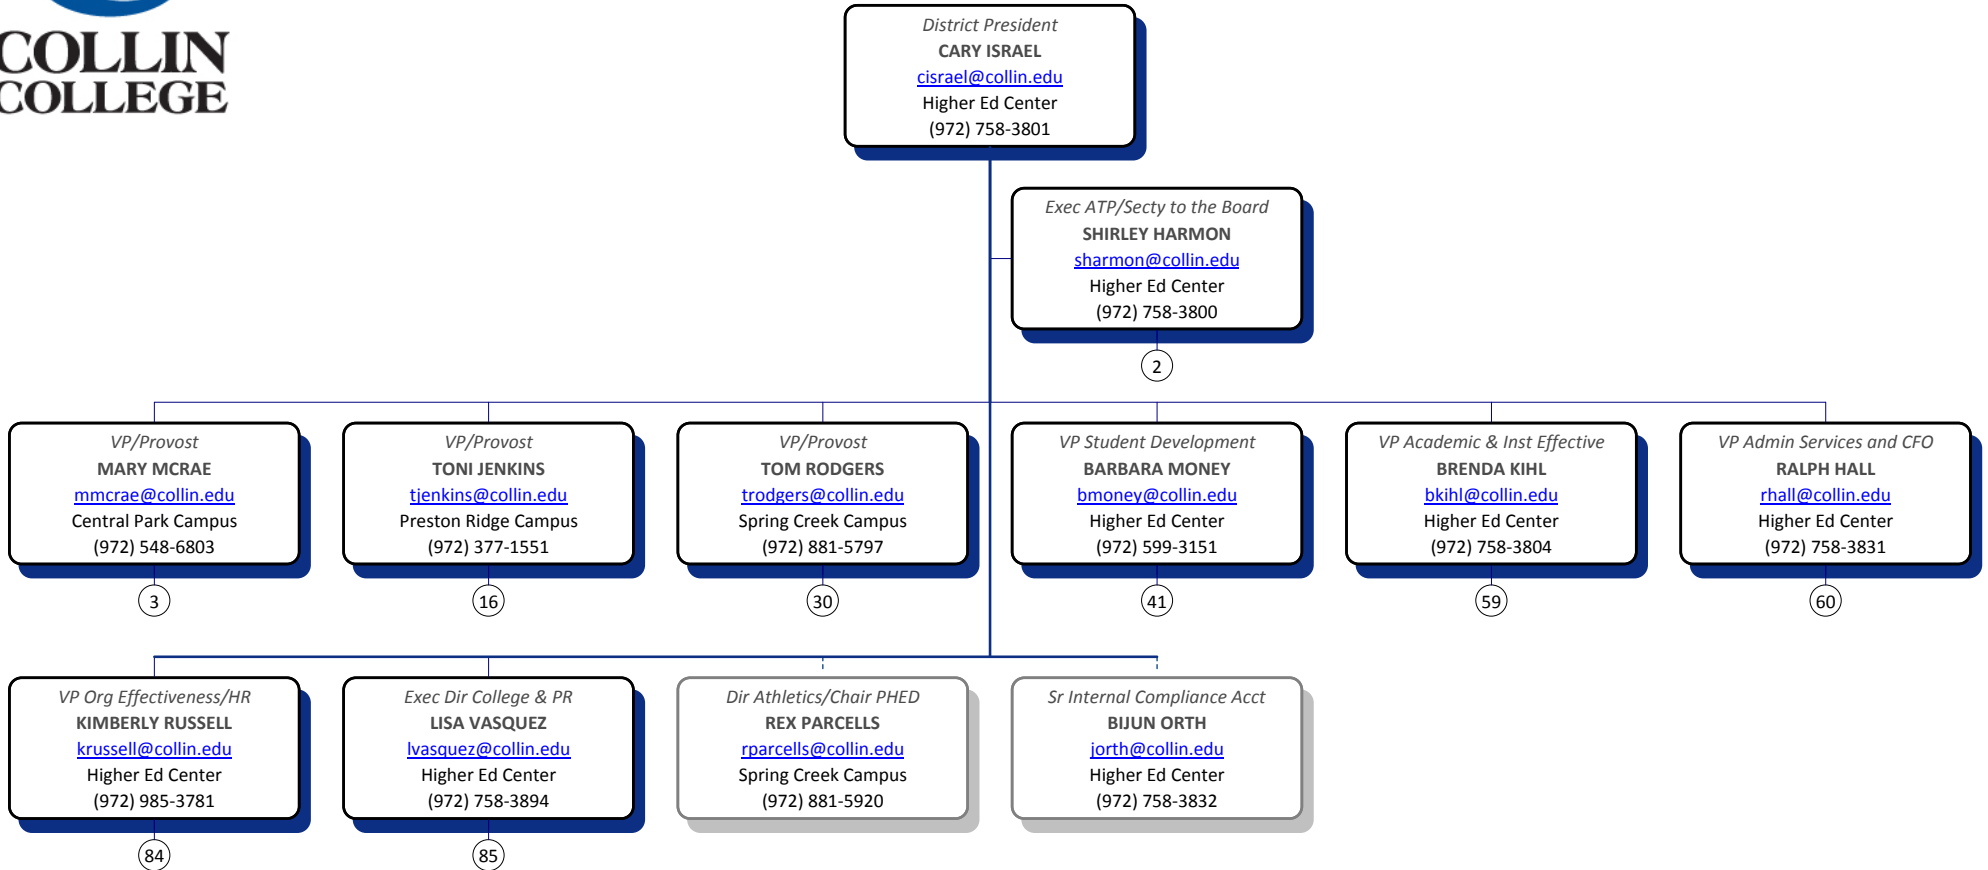 COLLIN
COLLEGE
District President
CARY ISRAEL
cisrael@collin.edu
Higher Ed Center
(972) 758-3801
Exec ATP/Secty to the Board
SHIRLEY HARMON
sharmon@collin.edu
Higher Ed Center
(972) 758-3800
2
VP/Provost
MARY MCRAE
mmcrae@collin.edu
Central Park Campus
(972) 548-6803
3
VP/Provost
TONI JENKINS
tjenkins@collin.edu
Preston Ridge Campus
(972) 377-1551
16
VP/Provost
TOM RODGERS
trodgers@collin.edu
Spring Creek Campus
(972) 881-5797
30
VP Student Development
BARBARA MONEY
bmoney@collin.edu
Higher Ed Center
(972) 599-3151
41
VP Academic & Inst Effective
BRENDA KIHL
bkihl@collin.edu
Higher Ed Center
(972) 758-3804
59
VP Admin Services and CFO
RALPH HALL
rhall@collin.edu
Higher Ed Center
(972) 758-3831
60
VP Org Effectiveness/HR
KIMBERLY RUSSELL
krussell@collin.edu
Higher Ed Center
(972) 985-3781
84
Exec Dir College & PR
LISA VASQUEZ
lvasquez@collin.edu
Higher Ed Center
(972) 758-3894
85
Dir Athletics/Chair PHED
REX PARCELLS
rparcells@collin.edu
Spring Creek Campus
(972) 881-5920
Sr Internal Compliance Acct
BIJUN ORTH
jorth@collin.edu
Higher Ed Center
(972) 758-3832